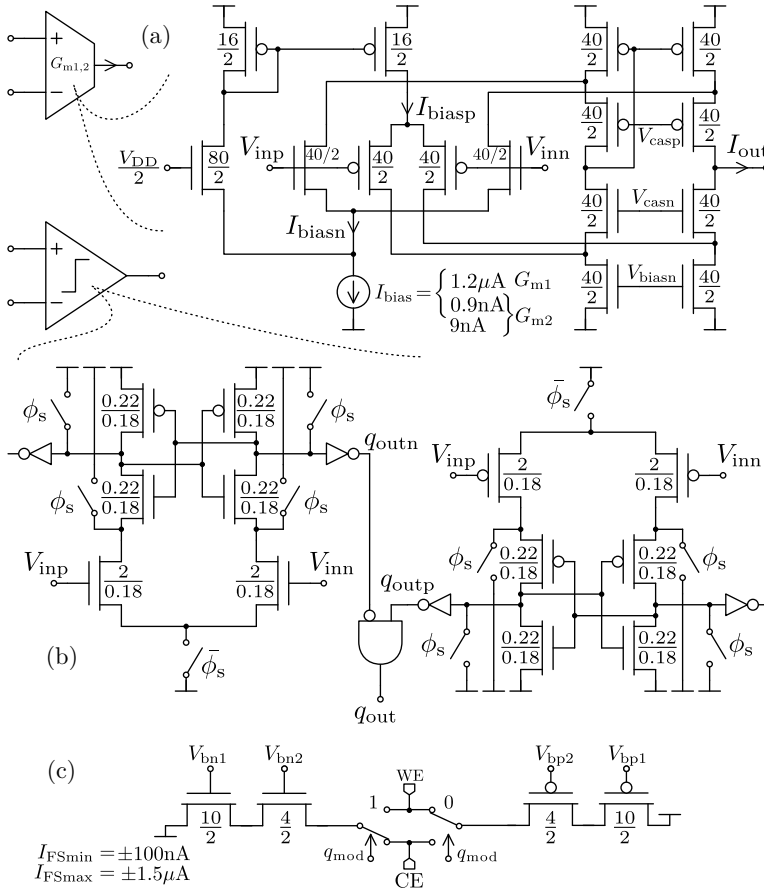 +
G_m1,2
−
(a)
16/2
16/2
40/2
40/2
I_biasp
V_DD/2
80/2
V_inp
40/2
40/2
40/2
40/2
V_inn
40/2
V_casp
40/2
I_out
I_biasn
40/2
V_casn
40/2
+
−
I_bias = { 1.2μA G_m1
0.9nA
9nA } G_m2
40/2
V_biasn
40/2
ϕ_s
0.22/0.18
0.22/0.18
ϕ_s
q_outn
ϕ̄_s
ϕ_s
0.22/0.18
0.22/0.18
ϕ_s
V_inp
2/0.18
2/0.18
V_inn
V_inp
2/0.18
2/0.18
V_inn
q_outp
ϕ_s
0.22/0.18
0.22/0.18
ϕ_s
(b)
ϕ̄_s
q_out
ϕ_s
0.22/0.18
0.22/0.18
ϕ_s
(c)
V_bn1
V_bn2
WE
V_bp2
V_bp1
1
0
10/2
4/2
4/2
10/2
q_mod
q_mod
CE
I_FSmin = ±100nA
I_FSmax = ±1.5μA